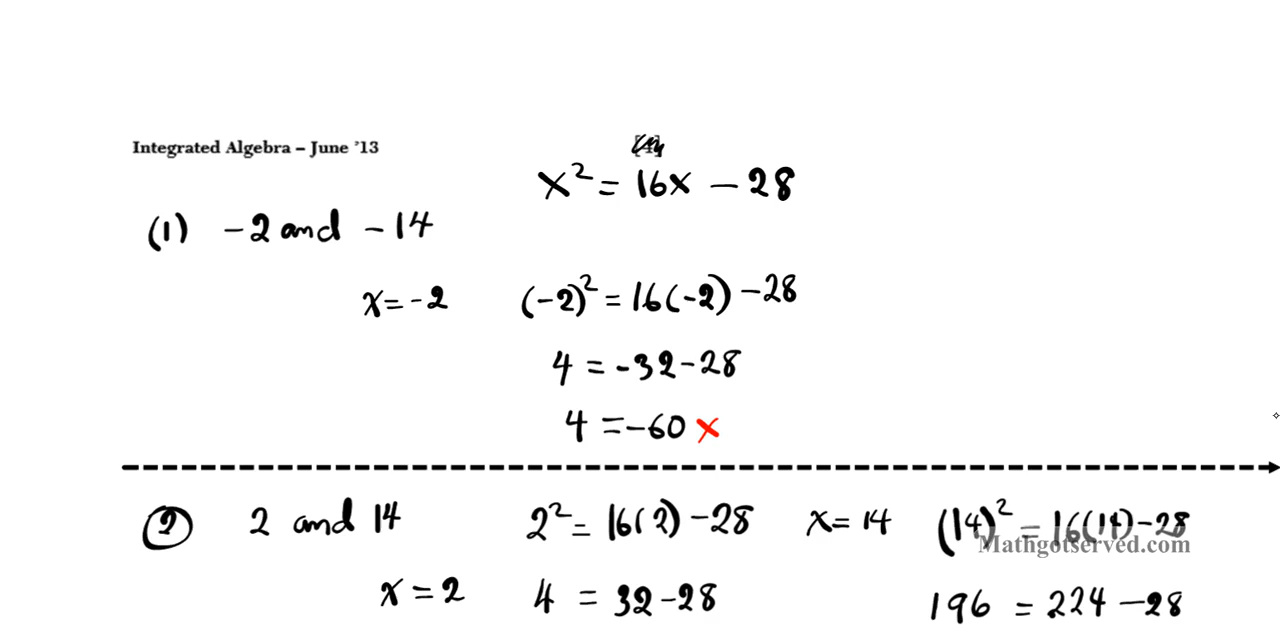 Integrated Algebra – June '13
x² = 16x − 28
(1) −2 and −14
x = −2 (−2)² = 16(−2) − 28
4 = −32 − 28
4 = −60 x
(2) 2 and 14 2² = 16(2) − 28 x = 14 (14)² = 16(14) − 28
Mathgotserved.com
x = 2 4 = 32 − 28 196 = 224 − 28